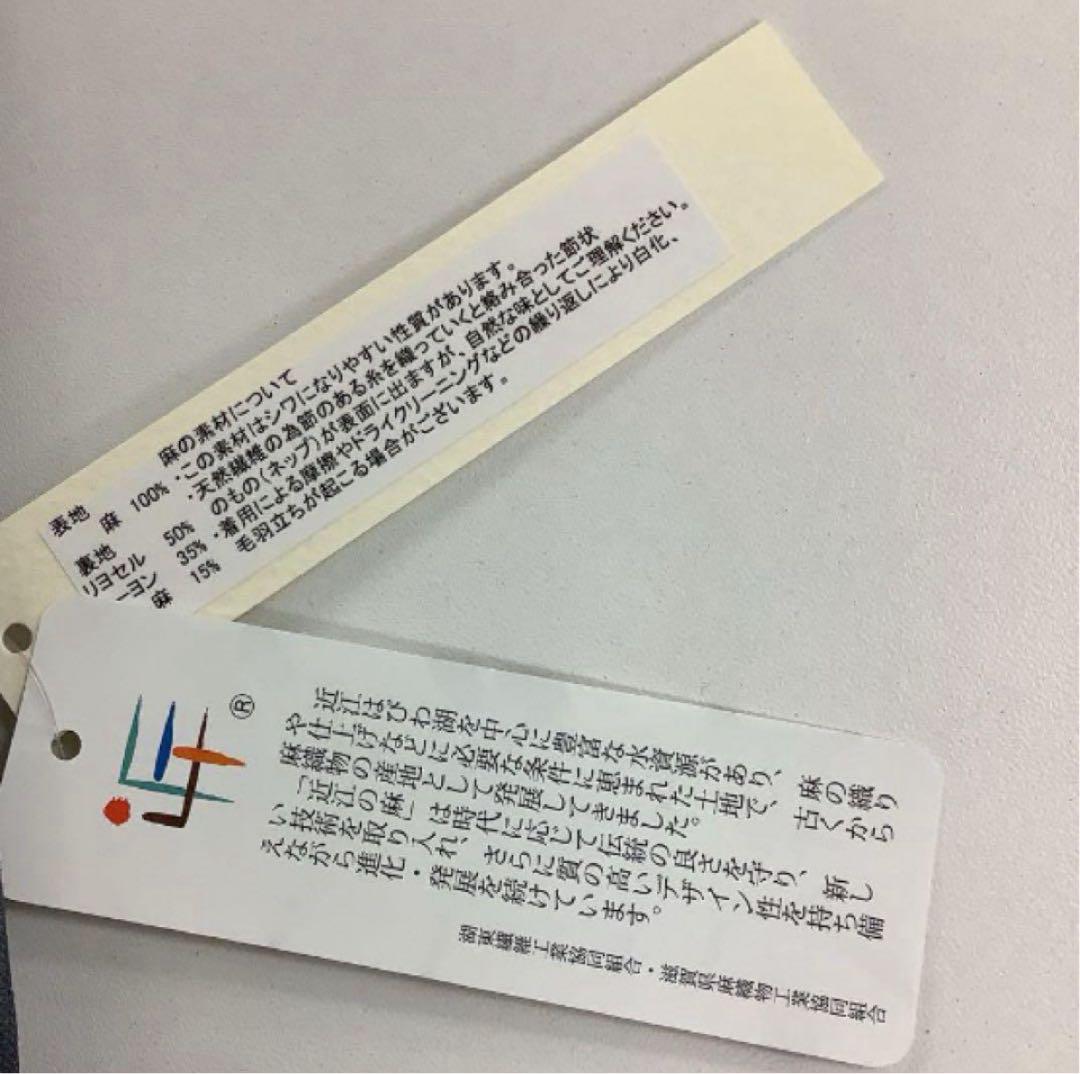 表地
麻 100%
裏地
リヨセル 50%
ーヨン 35%
麻 15%
麻の素材について
・この素材はシワになりやすい性質があります。
・天然繊維の為節のある糸を織っていくと絡み合った節状
のもの(ネップ)が表面に出ますが、自然な味としてご理解ください。
・着用による摩擦やドライクリーニングなどの繰り返しにより白化、
毛羽立ちが起こる場合がございます。
®
近江はびわ湖を中心に豊富な水資源があり、麻の織り
や仕上げなどに必要な条件に恵まれた土地で、古くから
麻織物の産地として発展してきました。
「近江の麻」は時代に応じて伝統の良さを守り、新し
い技術を取り入れ、さらに質の高いデザイン性を持ち備
えながら進化・発展を続けています。
湖東繊維工業協同組合・滋賀県麻織物工業協同組合